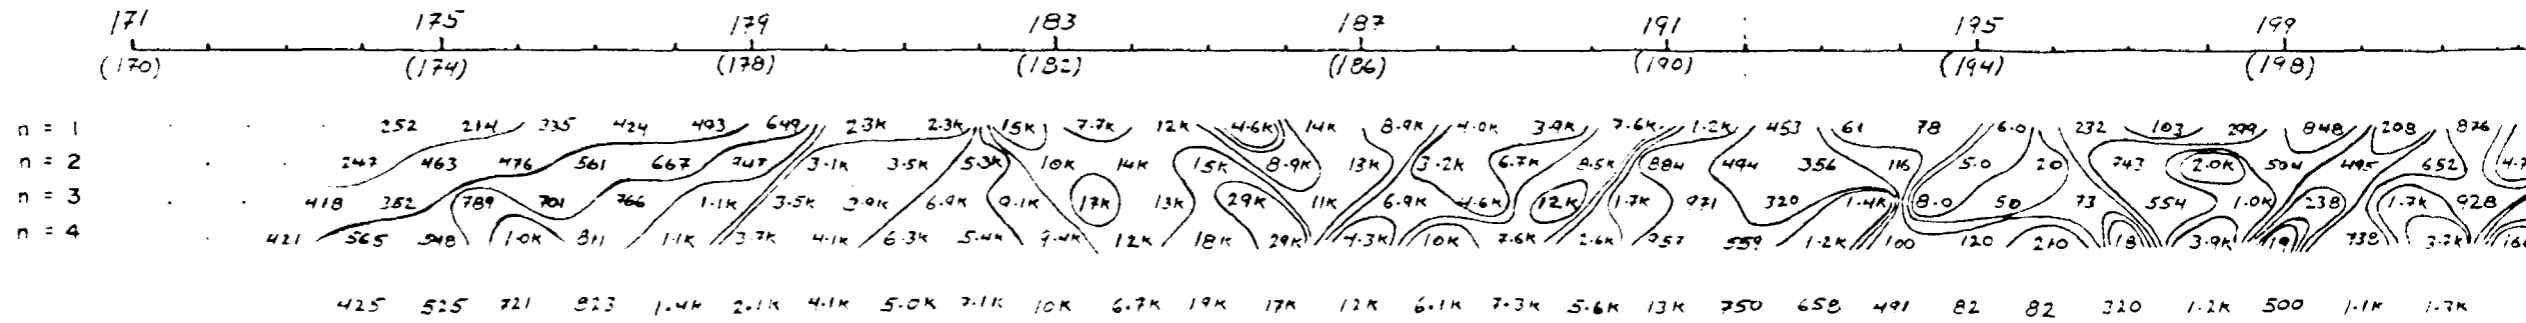 171 175 179 183 187 191 195 199
(170) (174) (178) (182) (186) (190) (194) (198)
n = 1 252 214 335 424 493 649 2.3K 2.3K 15K 7.7K 12K 4.6K 14K 8.9K 4.0K 3.9K 7.6K 1.2K 453 61 78 6.0 232 103 299 848 208 876
n = 2 247 463 476 561 667 747 3.1K 3.5K 5.3K 10K 14K 15K 8.9K 13K 3.2K 6.7K 8.5K 884 494 356 116 5.0 20 743 2.0K 504 495 652 4.7
n = 3 418 352 789 701 766 1.1K 3.5K 3.9K 6.9K 9.1K 17K 13K 29K 11K 6.9K 4.6K 12K 1.7K 971 320 1.4K 8.0 50 73 554 1.0K 238 1.7K 928
n = 4 421 565 948 1.0K 811 1.1K 3.7K 4.1K 6.3K 5.4K 9.4K 12K 18K 29K 4.3K 10K 7.6K 2.6K 957 559 1.2K 100 120 210 18 3.9K 19 738 3.7K
425 525 721 823 1.4K 2.1K 4.1K 5.0K 7.1K 10K 6.7K 19K 17K 12K 6.1K 7.3K 5.6K 13K 750 658 491 82 82 320 1.2K 500 1.1K 1.7K